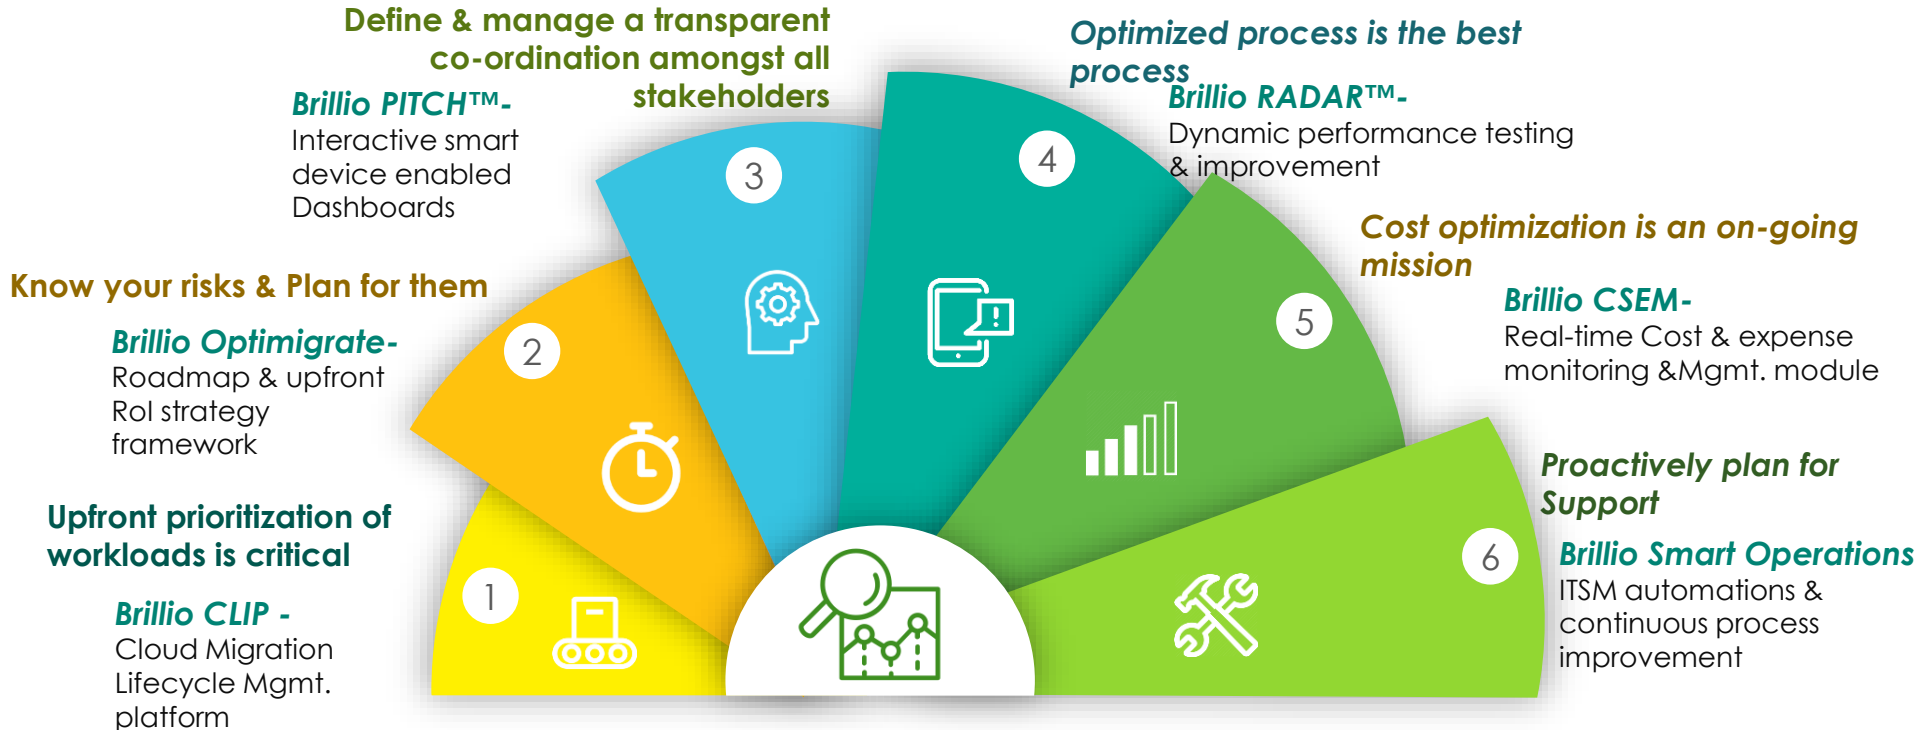 Define & manage a transparent
co-ordination amongst all
stakeholders
Brillio PITCH™-
Interactive smart
device enabled
Dashboards
3
Optimized process is the best
process
Brillio RADAR™-
Dynamic performance testing
& improvement
4
Know your risks & Plan for them
Brillio Optimigrate-
Roadmap & upfront
RoI strategy
framework
2
Cost optimization is an on-going
mission
Brillio CSEM-
Real-time Cost & expense
monitoring &Mgmt. module
5
Upfront prioritization of
workloads is critical
Brillio CLIP -
Cloud Migration
Lifecycle Mgmt.
platform
1
Proactively plan for
Support
Brillio Smart Operations
ITSM automations &
continuous process
improvement
6